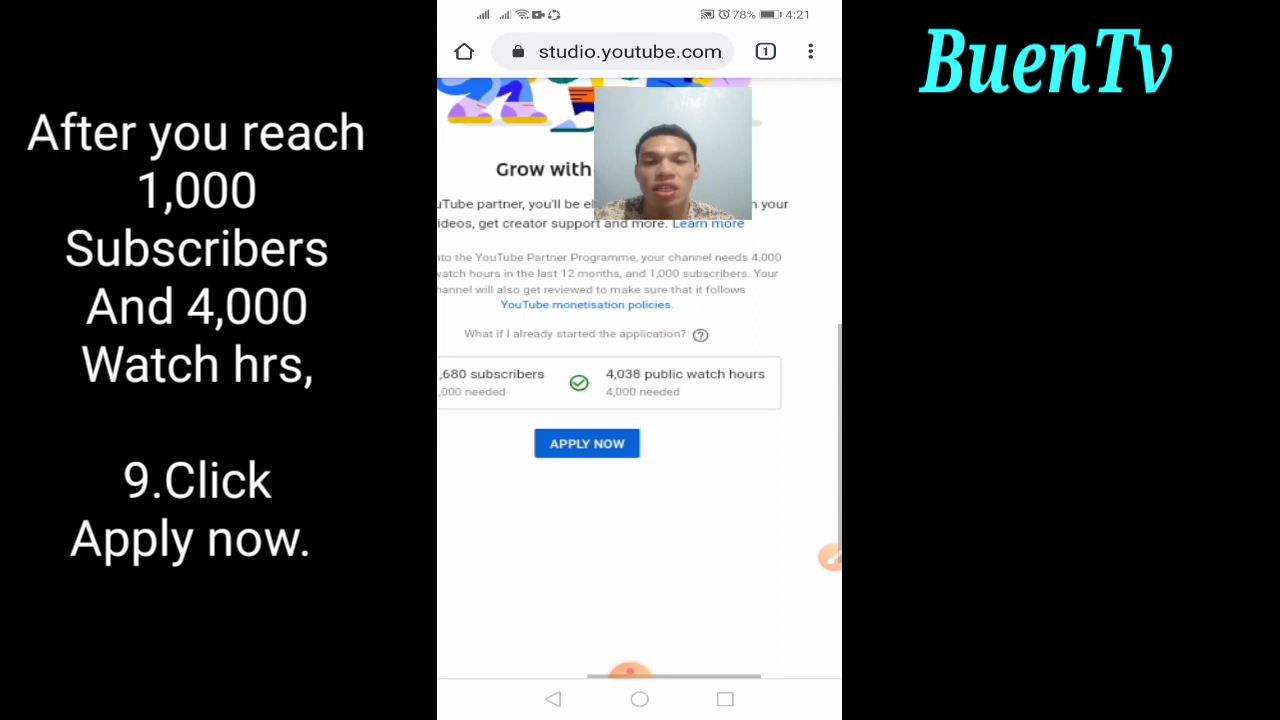 After you reach
1,000
Subscribers
And 4,000
Watch hrs,
9.Click
Apply now.
78% 4:21
studio.youtube.com
1
Grow with
uTube partner, you'll be el n your
ideos, get creator support and more. Learn more
nto the YouTube Partner Programme, your channel needs 4,000
watch hours in the last 12 months, and 1,000 subscribers. Your
hannel will also get reviewed to make sure that it follows
YouTube monetisation policies.
What if I already started the application?
,680 subscribers
,000 needed
4,038 public watch hours
4,000 needed
APPLY NOW
BuenTv